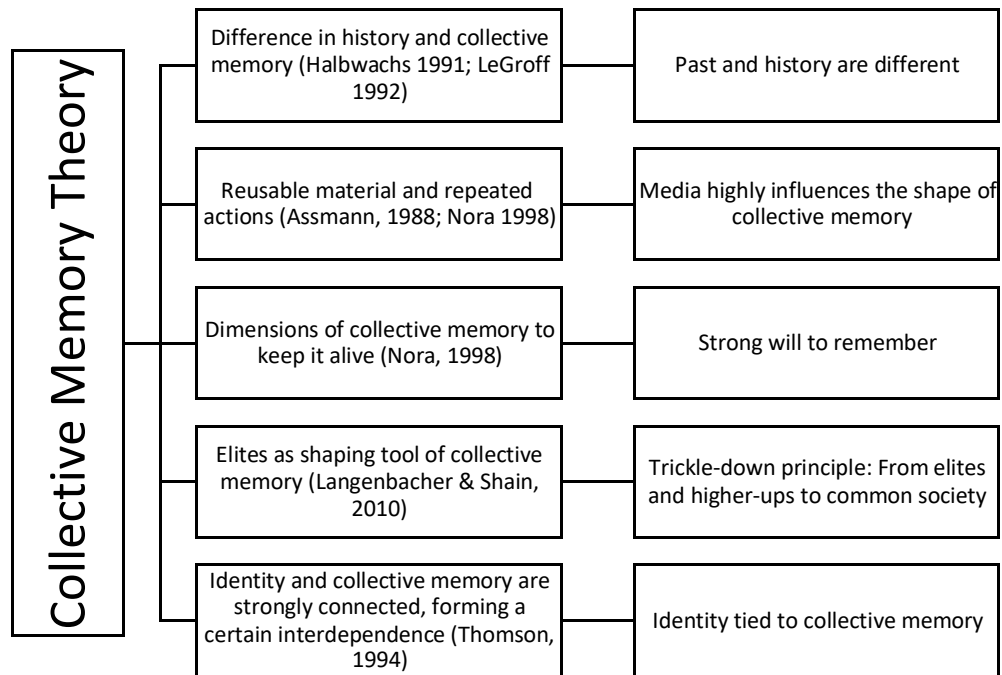 Collective Memory Theory
Difference in history and collective
memory (Halbwachs 1991; LeGroff
1992)
Past and history are different
Reusable material and repeated
actions (Assmann, 1988; Nora 1998)
Media highly influences the shape of
collective memory
Dimensions of collective memory to
keep it alive (Nora, 1998)
Strong will to remember
Elites as shaping tool of collective
memory (Langenbacher & Shain,
2010)
Trickle-down principle: From elites
and higher-ups to common society
Identity and collective memory are
strongly connected, forming a
certain interdependence (Thomson,
1994)
Identity tied to collective memory